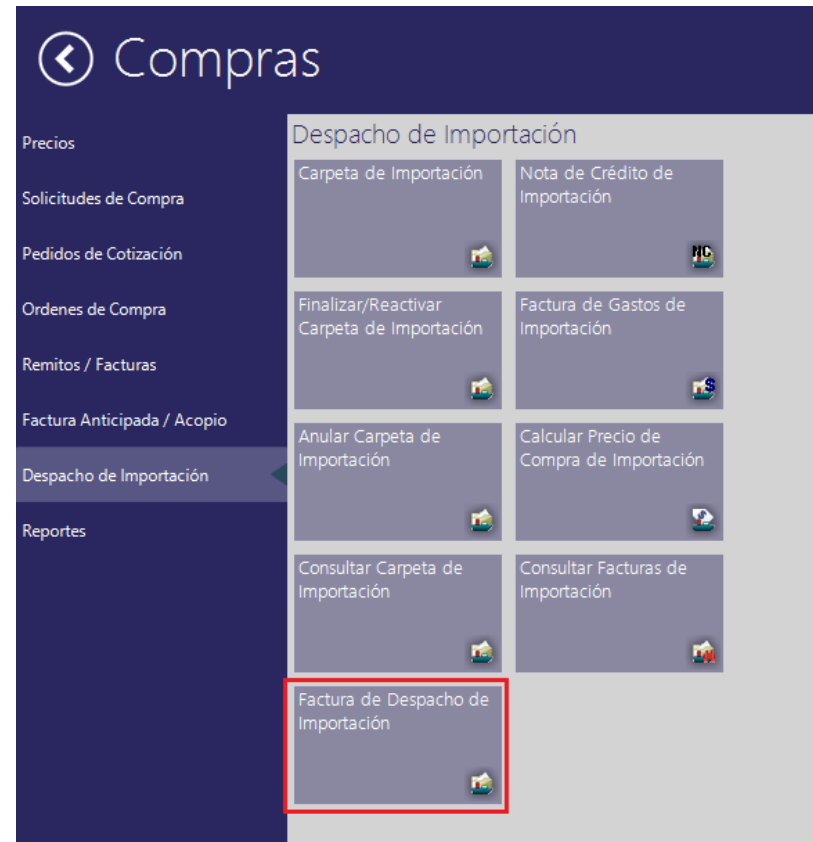 Compras
Precios
Solicitudes de Compra
Pedidos de Cotización
Ordenes de Compra
Remitos / Facturas
Factura Anticipada / Acopio
Despacho de Importación
Reportes
Despacho de Importación
Carpeta de Importación
Nota de Crédito de
Importación
NC
Finalizar/Reactivar
Carpeta de Importación
Factura de Gastos de
Importación
$
Anular Carpeta de
Importación
Calcular Precio de
Compra de Importación
Consultar Carpeta de
Importación
Consultar Facturas de
Importación
Factura de Despacho de
Importación